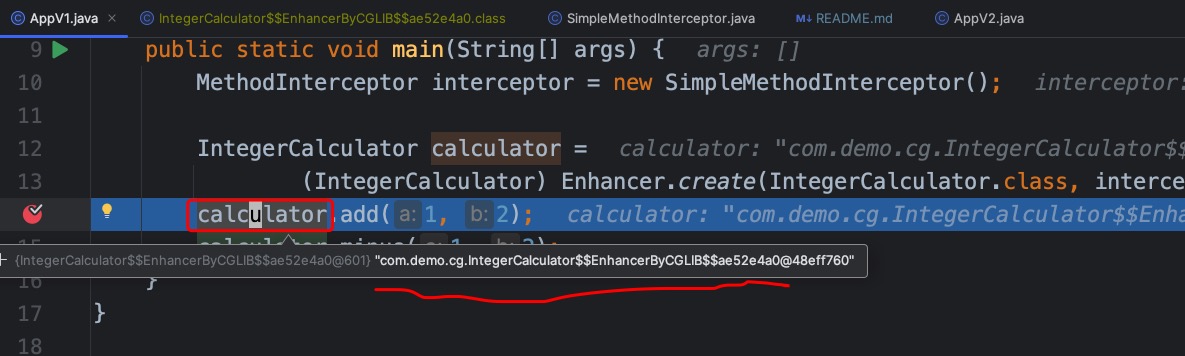 AppV1.java × IntegerCalculator$$EnhancerByCGLIB$$ae52e4a0.class SimpleMethodInterceptor.java M↓ README.md AppV2.java
9 public static void main(String[] args) { args: []
10 MethodInterceptor interceptor = new SimpleMethodInterceptor(); interceptor:
11
12 IntegerCalculator calculator = calculator: "com.demo.cg.IntegerCalculator$$
13 (IntegerCalculator) Enhancer.create(IntegerCalculator.class, interce
calculator.add( a: 1, b: 2); calculator: "com.demo.cg.IntegerCalculator$$Enha
{IntegerCalculator$$EnhancerByCGLIB$$ae52e4a0@601} "com.demo.cg.IntegerCalculator$$EnhancerByCGLIB$$ae52e4a0@48eff760"
16 }
17 }
18